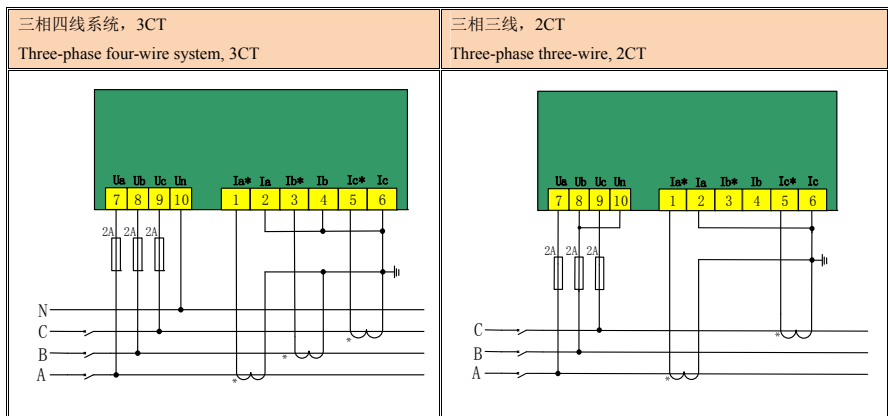 三相四线系统，3CT
Three-phase four-wire system, 3CT
三相三线，2CT
Three-phase three-wire, 2CT
Ua Ub Uc Un Ia* Ia Ib* Ib Ic* Ic
7 8 9 10 1 2 3 4 5 6
2A 2A 2A
N
C
*
B
*
A
*
Ua Ub Uc Un Ia* Ia Ib* Ib Ic* Ic
7 8 9 10 1 2 3 4 5 6
2A 2A 2A
C
*
B
A
*